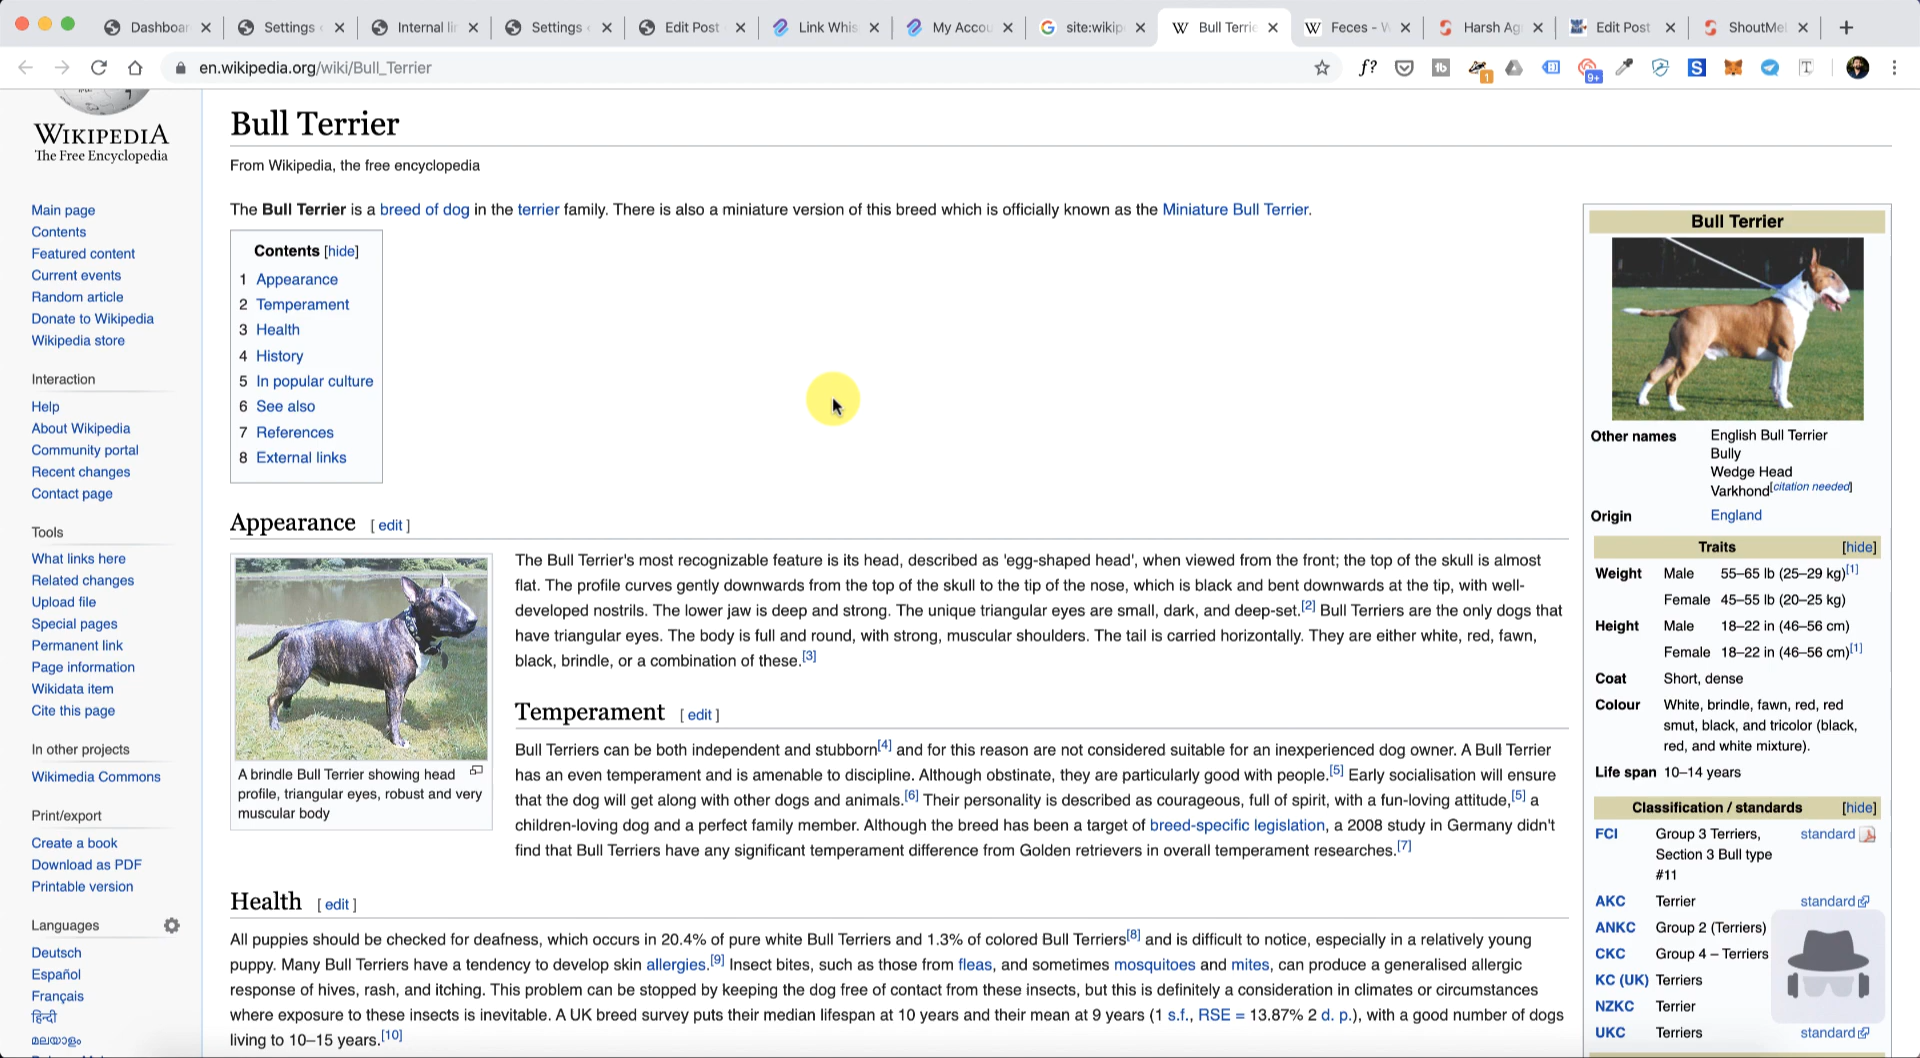 Dashboar
Settings
Internal lir
Settings
Edit Post
Link Whis
My Accou
site:wikip
Bull Terrie
Feces - W
Harsh Ag
Edit Post
ShoutMel
en.wikipedia.org/wiki/Bull_Terrier
f?
1
9+
WIKIPEDIA
The Free Encyclopedia
Main page
Contents
Featured content
Current events
Random article
Donate to Wikipedia
Wikipedia store
Interaction
Help
About Wikipedia
Community portal
Recent changes
Contact page
Tools
What links here
Related changes
Upload file
Special pages
Permanent link
Page information
Wikidata item
Cite this page
In other projects
Wikimedia Commons
Print/export
Create a book
Download as PDF
Printable version
Languages
Deutsch
Español
Français
हिन्दी
മലയാളം
Bull Terrier
From Wikipedia, the free encyclopedia
The Bull Terrier is a breed of dog in the terrier family. There is also a miniature version of this breed which is officially known as the Miniature Bull Terrier.
Contents [hide]
1 Appearance
2 Temperament
3 Health
4 History
5 In popular culture
6 See also
7 References
8 External links
Appearance [ edit ]
A brindle Bull Terrier showing head
profile, triangular eyes, robust and very
muscular body
The Bull Terrier's most recognizable feature is its head, described as 'egg-shaped head', when viewed from the front; the top of the skull is almost
flat. The profile curves gently downwards from the top of the skull to the tip of the nose, which is black and bent downwards at the tip, with well-
developed nostrils. The lower jaw is deep and strong. The unique triangular eyes are small, dark, and deep-set.[2] Bull Terriers are the only dogs that
have triangular eyes. The body is full and round, with strong, muscular shoulders. The tail is carried horizontally. They are either white, red, fawn,
black, brindle, or a combination of these.[3]
Temperament [ edit ]
Bull Terriers can be both independent and stubborn[4] and for this reason are not considered suitable for an inexperienced dog owner. A Bull Terrier
has an even temperament and is amenable to discipline. Although obstinate, they are particularly good with people.[5] Early socialisation will ensure
that the dog will get along with other dogs and animals.[6] Their personality is described as courageous, full of spirit, with a fun-loving attitude,[5] a
children-loving dog and a perfect family member. Although the breed has been a target of breed-specific legislation, a 2008 study in Germany didn't
find that Bull Terriers have any significant temperament difference from Golden retrievers in overall temperament researches.[7]
Health [ edit ]
All puppies should be checked for deafness, which occurs in 20.4% of pure white Bull Terriers and 1.3% of colored Bull Terriers[8] and is difficult to notice, especially in a relatively young
puppy. Many Bull Terriers have a tendency to develop skin allergies.[9] Insect bites, such as those from fleas, and sometimes mosquitoes and mites, can produce a generalised allergic
response of hives, rash, and itching. This problem can be stopped by keeping the dog free of contact from these insects, but this is definitely a consideration in climates or circumstances
where exposure to these insects is inevitable. A UK breed survey puts their median lifespan at 10 years and their mean at 9 years (1 s.f., RSE = 13.87% 2 d. p.), with a good number of dogs
living to 10–15 years.[10]
Bull Terrier
Other names English Bull Terrier
Bully
Wedge Head
Varkhond[citation needed]
Origin England
Traits [hide]
Weight Male 55–65 lb (25–29 kg)[1]
Female 45–55 lb (20–25 kg)
Height Male 18–22 in (46–56 cm)
Female 18–22 in (46–56 cm)[1]
Coat Short, dense
Colour White, brindle, fawn, red, red
smut, black, and tricolor (black,
red, and white mixture).
Life span 10–14 years
Classification / standards [hide]
FCI Group 3 Terriers, standard
Section 3 Bull type
#11
AKC Terrier standard
ANKC Group 2 (Terriers)
CKC Group 4 – Terriers
KC (UK) Terriers
NZKC Terrier
UKC Terriers standard